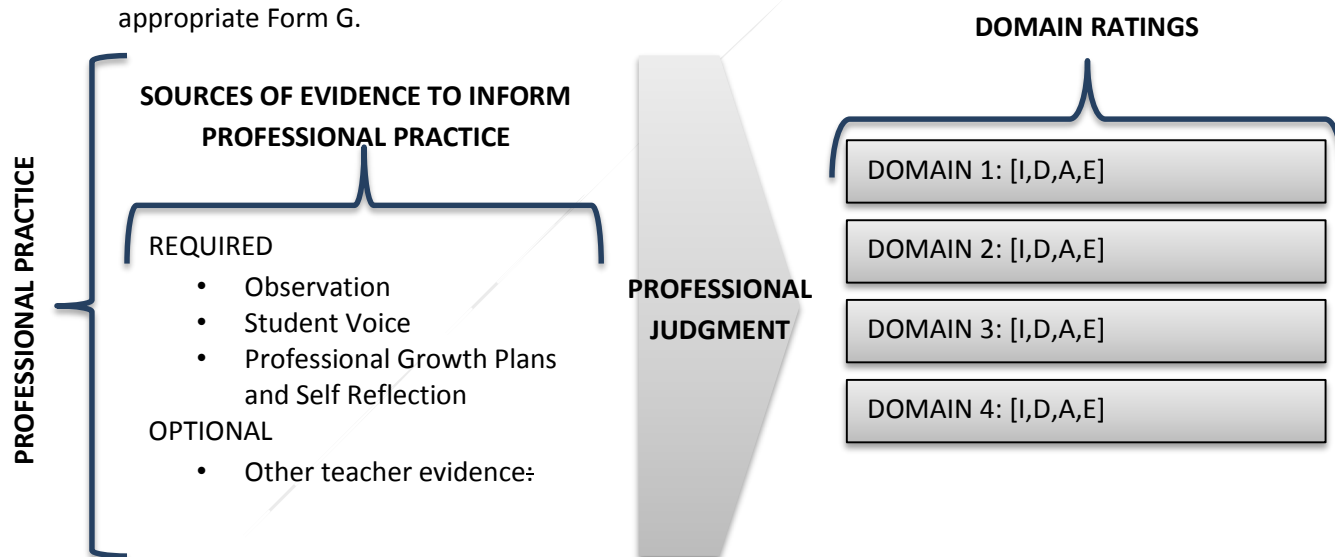 appropriate Form G.
PROFESSIONAL PRACTICE
SOURCES OF EVIDENCE TO INFORM
PROFESSIONAL PRACTICE
REQUIRED
• Observation
• Student Voice
• Professional Growth Plans
and Self Reflection
OPTIONAL
• Other teacher evidence:
PROFESSIONAL
JUDGMENT
DOMAIN RATINGS
DOMAIN 1: [I,D,A,E]
DOMAIN 2: [I,D,A,E]
DOMAIN 3: [I,D,A,E]
DOMAIN 4: [I,D,A,E]